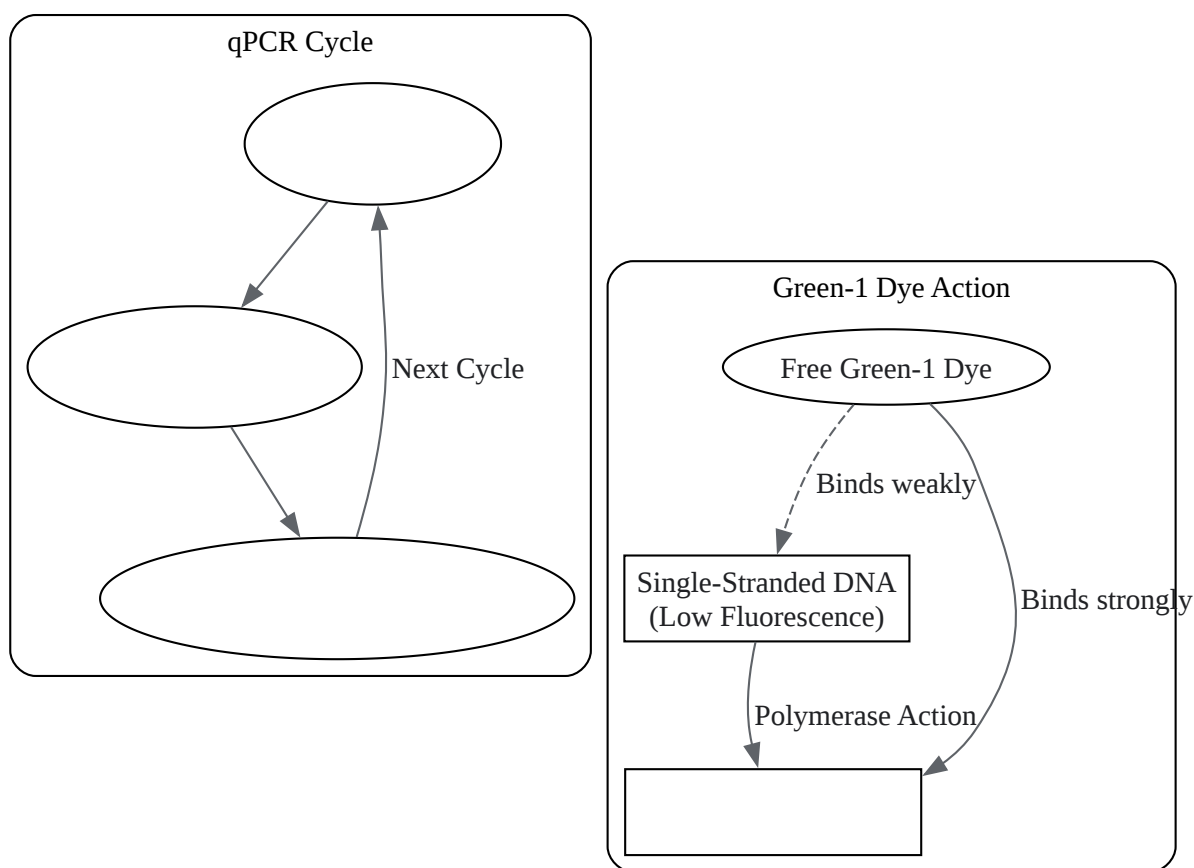 qPCR Cycle
Next Cycle
Green-1 Dye Action
Free Green-1 Dye
Binds weakly
Single-Stranded DNA
(Low Fluorescence)
Binds strongly
Polymerase Action